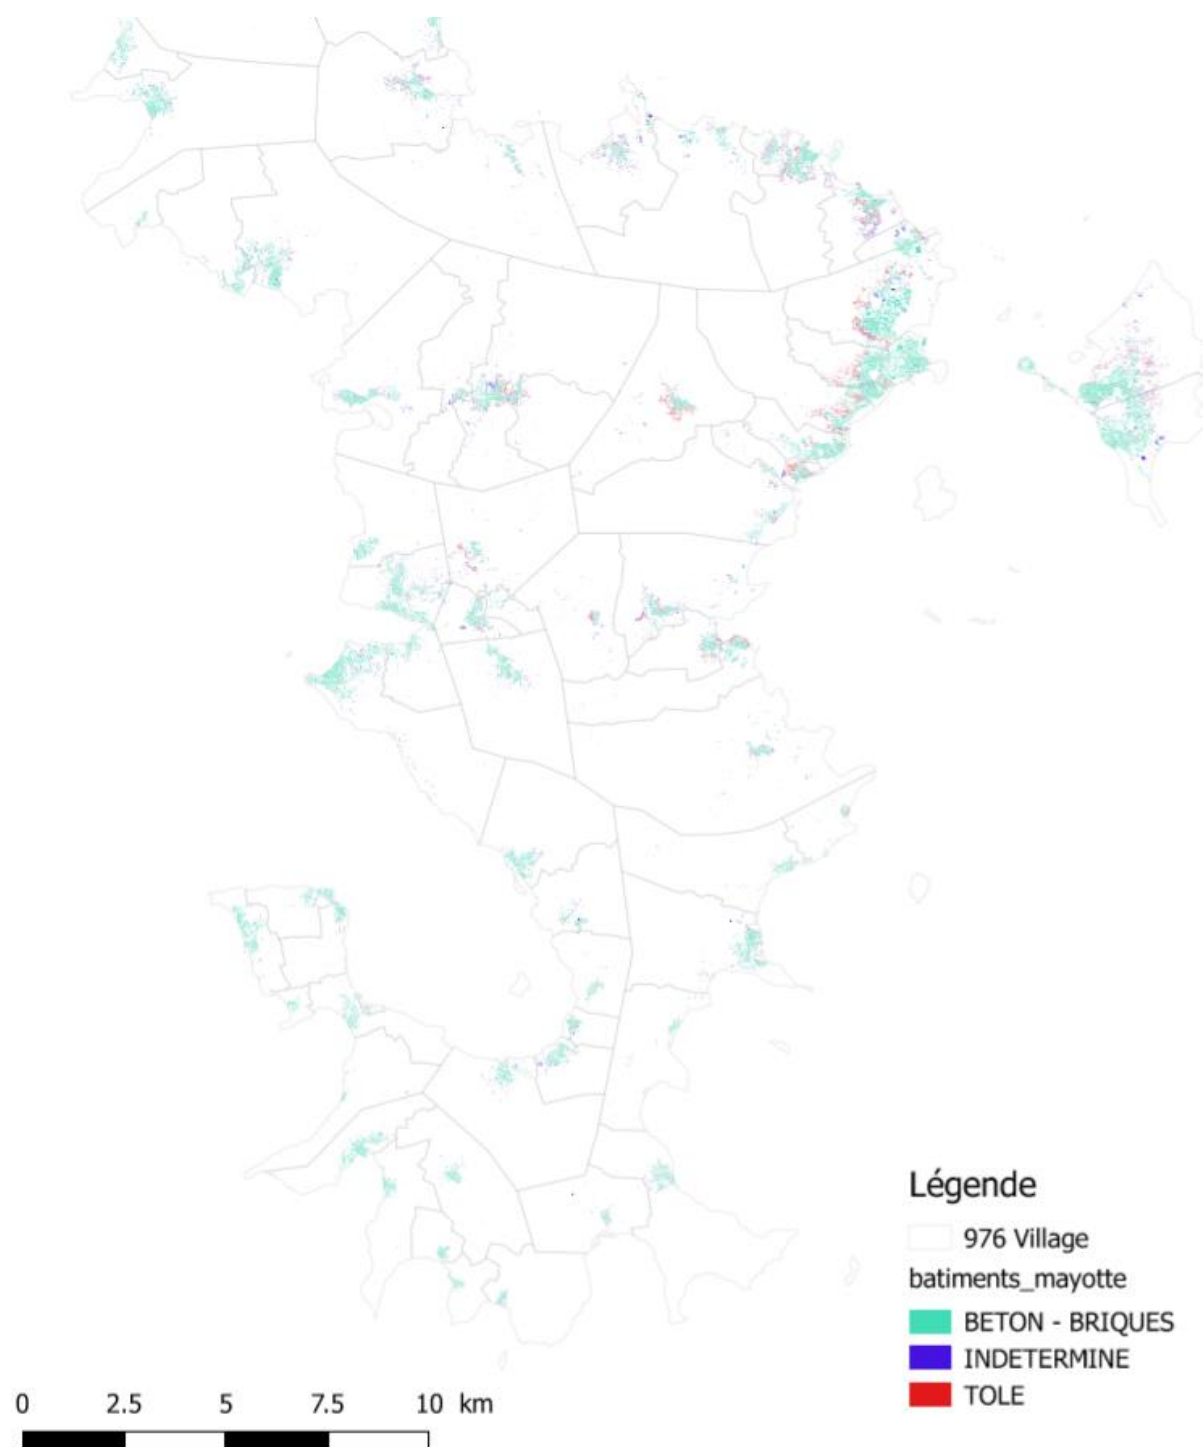 Légende
976 Village
batiments_mayotte
BETON - BRIQUES
INDETERMINE
TOLE
0 2.5 5 7.5 10 km